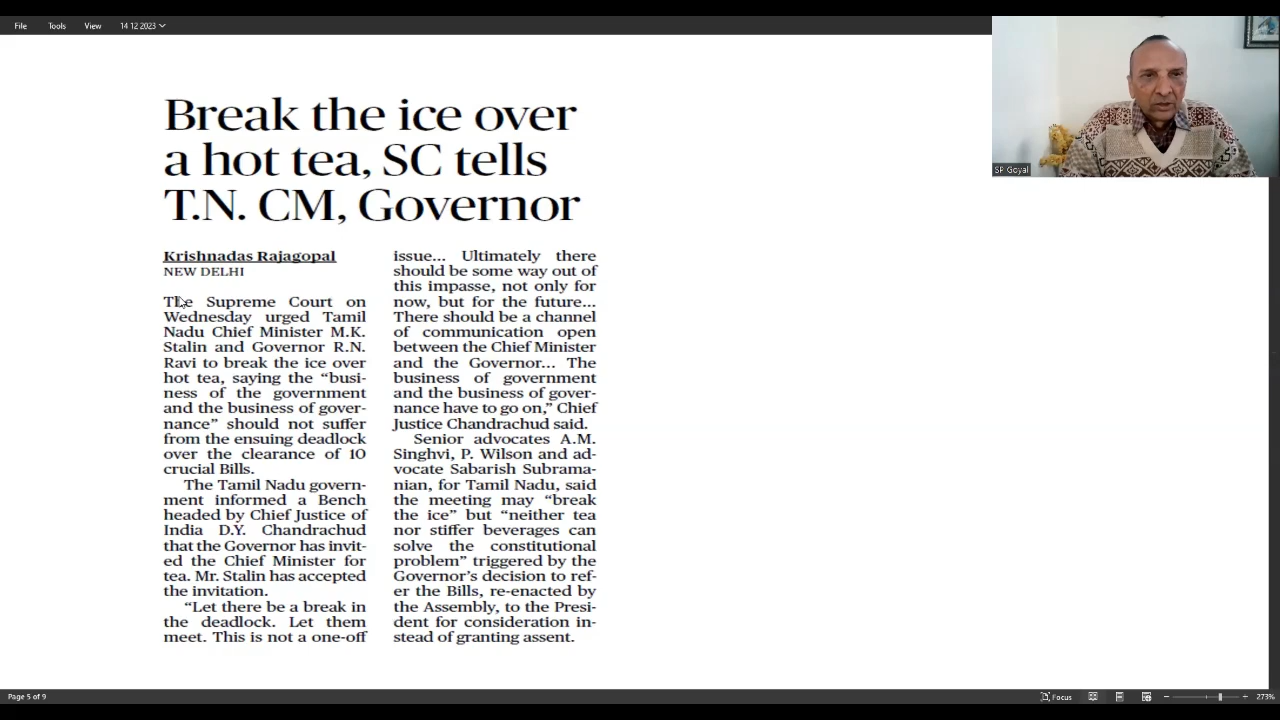 File Tools View 14 12 2023
SP Goyal
Break the ice over
a hot tea, SC tells
T.N. CM, Governor
Krishnadas Rajagopal
NEW DELHI
The Supreme Court on
Wednesday urged Tamil
Nadu Chief Minister M.K.
Stalin and Governor R.N.
Ravi to break the ice over
hot tea, saying the “busi-
ness of the government
and the business of gover-
nance” should not suffer
from the ensuing deadlock
over the clearance of 10
crucial Bills.
The Tamil Nadu govern-
ment informed a Bench
headed by Chief Justice of
India D.Y. Chandrachud
that the Governor has invit-
ed the Chief Minister for
tea. Mr. Stalin has accepted
the invitation.
“Let there be a break in
the deadlock. Let them
meet. This is not a one-off
issue... Ultimately there
should be some way out of
this impasse, not only for
now, but for the future...
There should be a channel
of communication open
between the Chief Minister
and the Governor... The
business of government
and the business of gover-
nance have to go on,” Chief
Justice Chandrachud said.
Senior advocates A.M.
Singhvi, P. Wilson and ad-
vocate Sabarish Subrama-
nian, for Tamil Nadu, said
the meeting may “break
the ice” but “neither tea
nor stiffer beverages can
solve the constitutional
problem” triggered by the
Governor’s decision to ref-
er the Bills, re-enacted by
the Assembly, to the Presi-
dent for consideration in-
stead of granting assent.
Page 5 of 9
Focus
273%